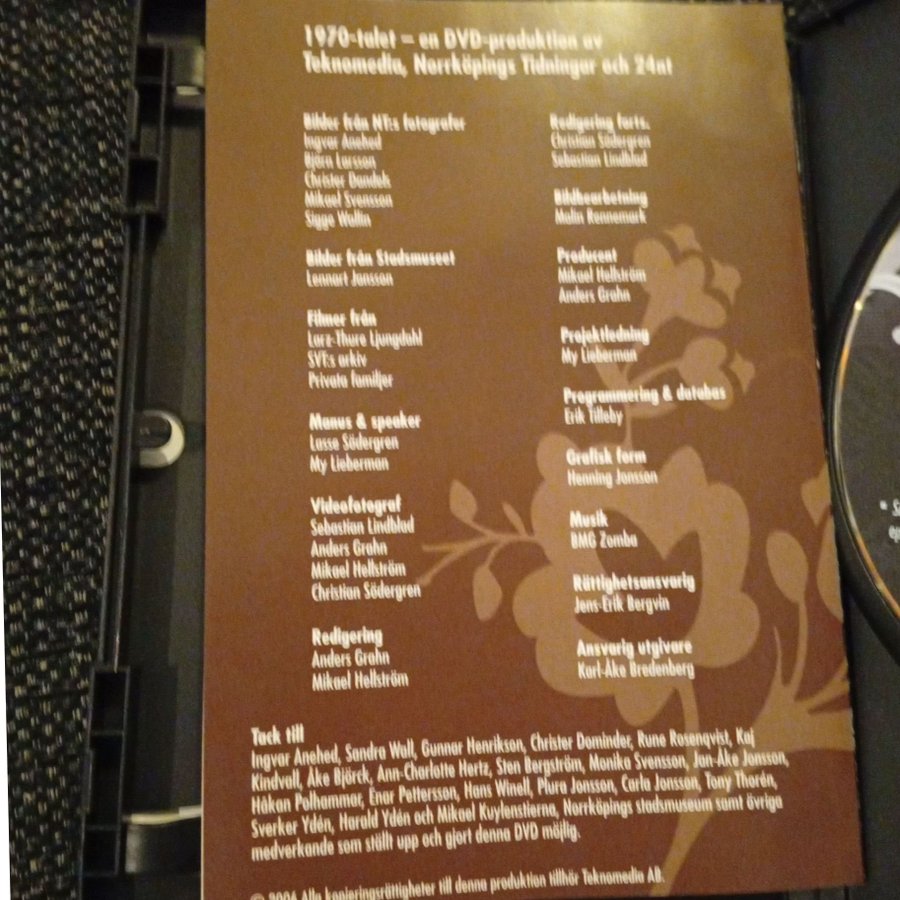 1970-talet – en DVD-produktion av
Teknomedia, Norrköpings Tidningar och 24nt
Bilder från NT:s fotografer
Ingvar Anehed
Björn Larsson
Christer Danduh
Mikael Svensson
Sigge Wallin
Bilder från Stadsmuseet
Lennart Jansson
Filmer från
Lars-Thure Ljungdahl
SVT:s arkiv
Privata familjer
Manus & speaker
Lasse Södergren
My Lieberman
Videofotograf
Sebastian Lindblad
Anders Grahn
Mikael Hellström
Christian Södergren
Redigering
Anders Grahn
Mikael Hellström
Redigering forts.
Christian Södergren
Sebastian Lindblad
Bildbearbetning
Malin Rennemark
Producent
Mikael Hellström
Anders Grahn
Projektledning
My Lieberman
Programmering & databas
Erik Tilleby
Grafisk form
Henning Jonsson
Musik
BMG Zomba
Rättighetsansvarig
Jens-Erik Bergvin
Ansvarig utgivare
Karl-Åke Bredenberg
Tack till
Ingvar Anehed, Sandra Wall, Gunnar Henrikson, Christer Dominder, Rune Rosenqvist, Kaj
Kindvall, Åke Björck, Ann-Charlotte Hertz, Sten Bergström, Monika Svensson, Jan-Åke Jonsson,
Håkan Palhammar, Enar Pettersson, Hans Winell, Plura Jonsson, Carla Jonsson, Tony Thorén,
Sverker Ydén, Harald Ydén och Mikael Kuylenstierna, Norrköpings stadsmuseum samt övriga
medverkande som ställt upp och gjort denna DVD möjlig.
© 2006 Alla kopieringsrättigheter till denna produktion tillhör Teknomedia AB.